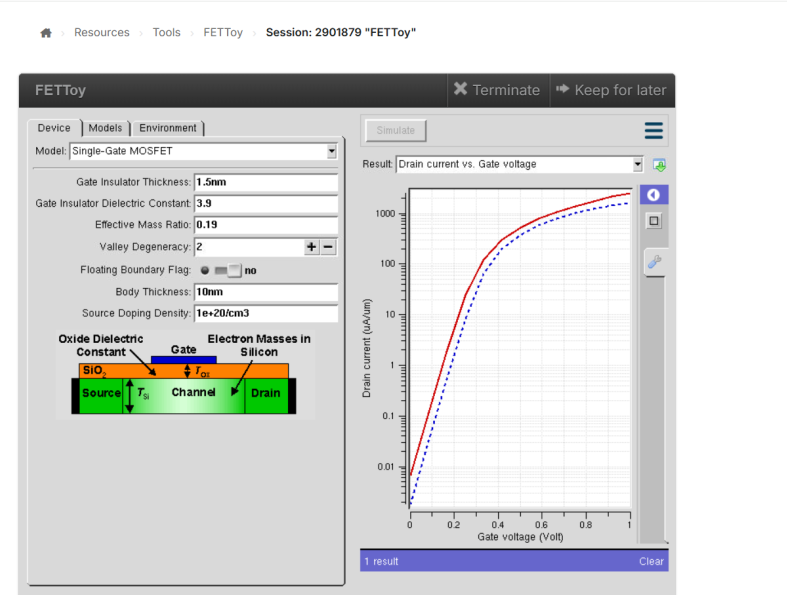 Resources Tools FETToy Session: 2901879 "FETToy"
FETToy Terminate Keep for later
Device Models Environment
Model: Single-Gate MOSFET
Gate Insulator Thickness: 1.5nm
Gate Insulator Dielectric Constant: 3.9
Effective Mass Ratio: 0.19
Valley Degeneracy: 2
Floating Boundary Flag: no
Body Thickness: 10nm
Source Doping Density: 1e+20/cm3
Oxide Dielectric Constant
Gate
Electron Masses in Silicon
SiO2
Tox
Source
TSi
Channel
Drain
Simulate
Result: Drain current vs. Gate voltage
Drain current (uA/um)
1000
100
10
1
0.1
0.01
0 0.2 0.4 0.6 0.8 1
Gate voltage (Volt)
1 result Clear